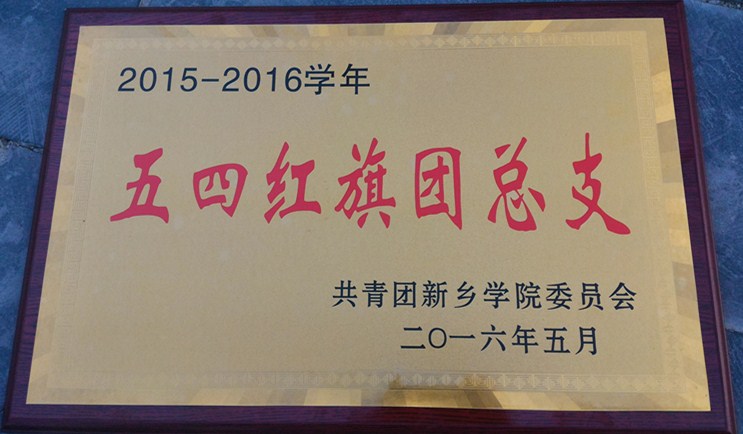 2015-2016学年
五四红旗团总支
共青团新乡学院委员会
二〇一六年五月